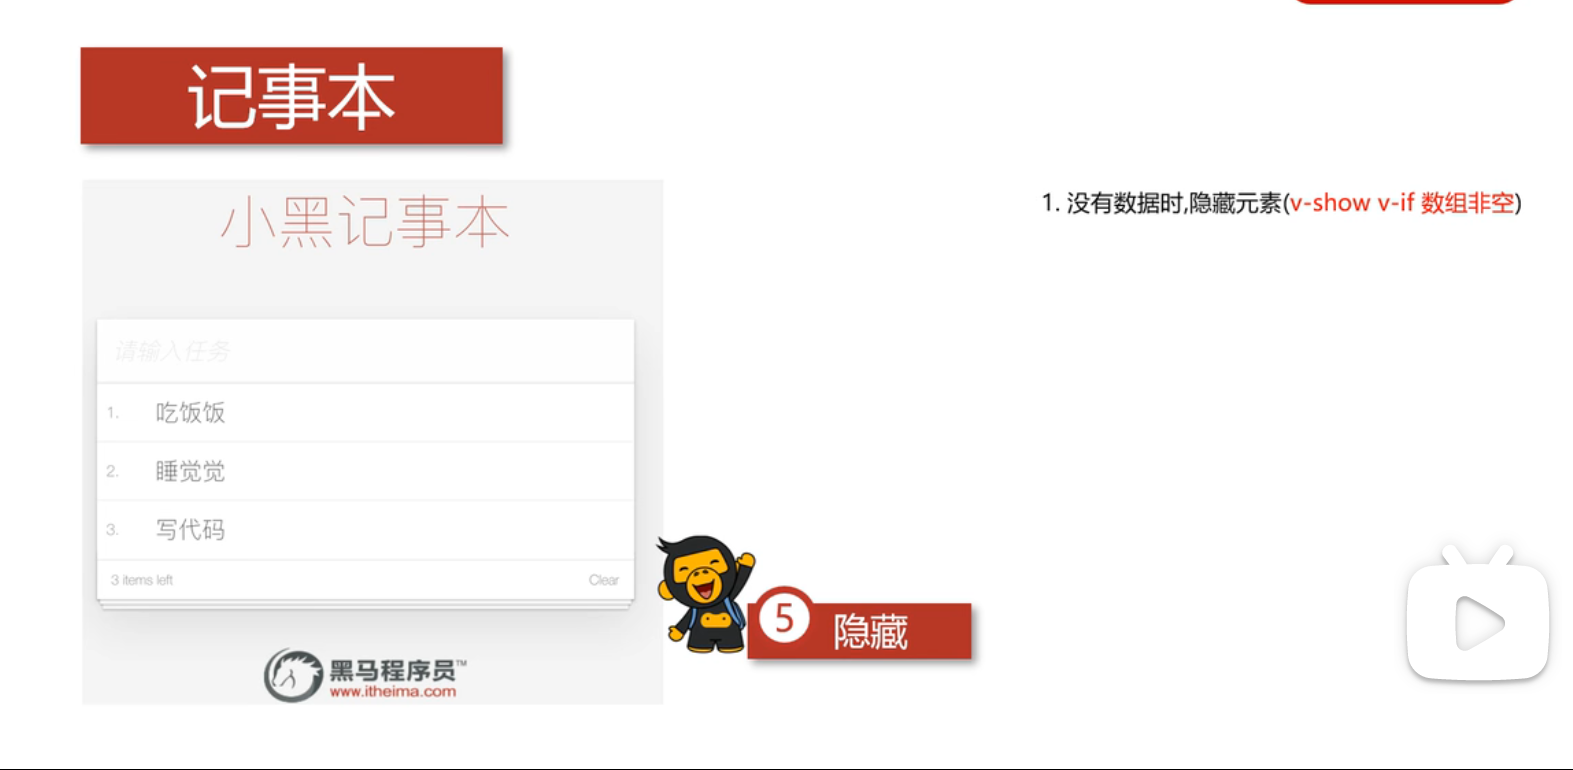 记事本
小黑记事本
请输入任务
1. 吃饭饭
2. 睡觉觉
3. 写代码
3 items left Clear
黑马程序员™
www.itheima.com
5 隐藏
1. 没有数据时,隐藏元素(v-show v-if 数组非空)